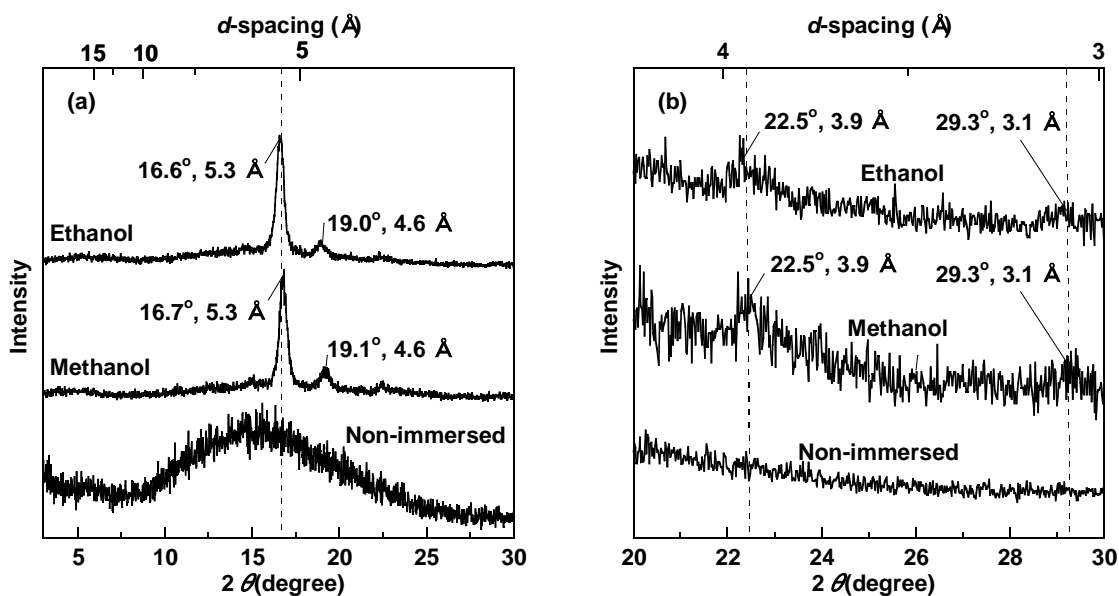 d-spacing (Å)
15 10 5
(a)
16.6°, 5.3 Å
19.0°, 4.6 Å
Ethanol
16.7°, 5.3 Å
19.1°, 4.6 Å
Methanol
Non-immersed
Intensity
5 10 15 20 25 30
2 θ(degree)
d-spacing (Å)
4 3
(b)
22.5°, 3.9 Å
29.3°, 3.1 Å
Ethanol
22.5°, 3.9 Å
29.3°, 3.1 Å
Methanol
Non-immersed
Intensity
20 22 24 26 28 30
2 θ(degree)